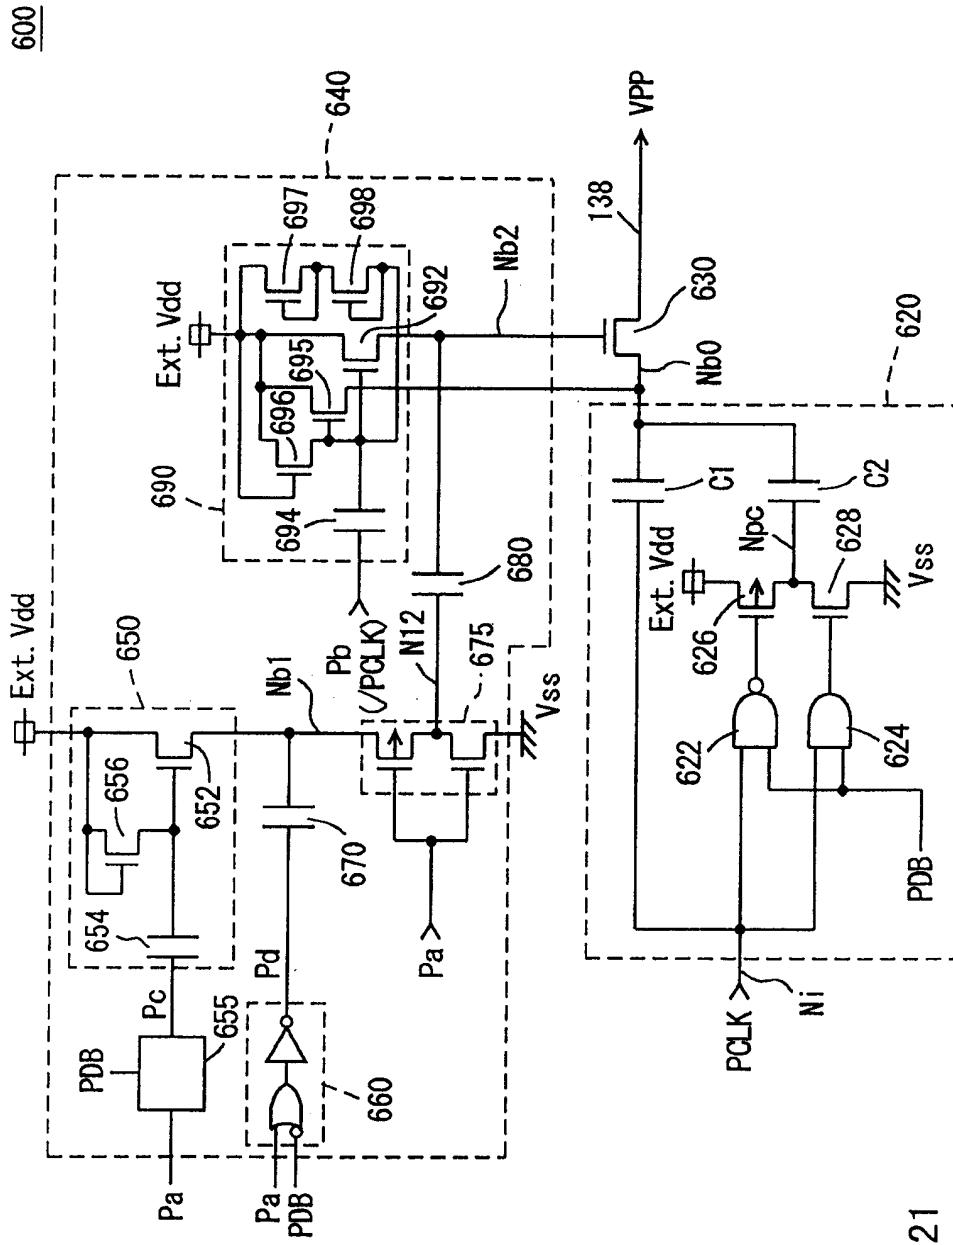 600
Ext. Vdd
650
656
652
654
Pc
655
PDB
Pa
Pd
660
Pa
PDB
670
Nb1
Pa
675
Vss
N12
680
Pb
(/PCLK)
694
690
696
695
Ext. Vdd
697
698
692
640
Nb2
138
VPP
630
Nb0
620
C1
C2
Npc
Ext. Vdd
626
628
Vss
622
624
PDB
PCLK
Ni
21